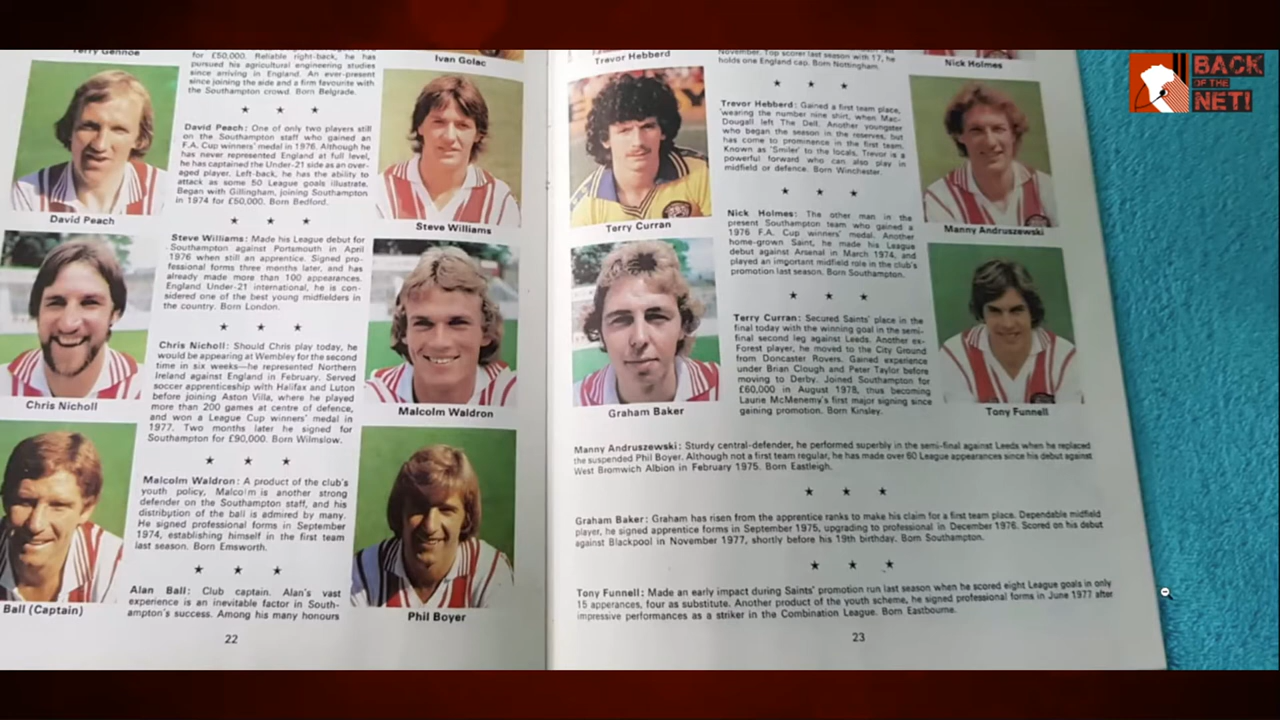 Terry Gennoe
for £50,000. Reliable right-back, he has
pursued his agricultural engineering studies
since arriving in England. An ever-present
since joining the side and a firm favourite with
the Southampton crowd. Born Belgrade.
Ivan Golac
David Peach: One of only two players still
on the Southampton staff who gained an
F.A. Cup winners' medal in 1976. Although he
has never represented England at full level,
he has captained the Under-21 side as an over-
aged player. Left-back, he has the ability to
attack as some 50 League goals illustrate.
Began with Gillingham, joining Southampton
in 1974 for £60,000. Born Bedford.
David Peach
Steve Williams
Steve Williams: Made his League debut for
Southampton against Portsmouth in April
1976 when still an apprentice. Signed pro-
fessional forms three months later, and has
already made more than 100 appearances.
England Under-21 international, he is con-
sidered one of the best young midfielders in
the country. Born London.
Chris Nicholl: Should Chris play today, he
would be appearing at Wembley for the second
time in six weeks—he represented Northern
Ireland against England in February. Served
soccer apprenticeship with Halifax and Luton
before joining Aston Villa, where he played
more than 200 games at centre of defence,
and won a League Cup winners' medal in
1977. Two months later he signed for
Southampton for £90,000. Born Wilmslow.
Chris Nicholl
Malcolm Waldron
Malcolm Waldron: A product of the club's
youth policy, Malcolm is another strong
defender on the Southampton staff, and his
distribution of the ball is admired by many.
He signed professional forms in September
1974, establishing himself in the first team
last season. Born Emsworth.
Alan Ball: Club captain. Alan's vast
experience is an inevitable factor in South-
ampton's success. Among his many honours
Ball (Captain)
Phil Boyer
22
Trevor Hebberd
November. Top scorer last season with 17, he
holds one England cap. Born Nottingham.
Nick Holmes
Trevor Hebberd: Gained a first team place,
wearing the number nine shirt, when Mac-
Dougall left The Dell. Another youngster
who began the season in the reserves, but
has come to prominence in the first team.
Known as 'Smiler' to the locals, Trevor is a
powerful forward who can also play in
midfield or defence. Born Winchester.
Terry Curran
Manny Andruszewski
Nick Holmes: The other man in the
present Southampton team who gained a
1976 F.A. Cup winners' medal. Another
home-grown Saint, he made his League
debut against Arsenal in March 1974, and
played an important midfield role in the club's
promotion last season. Born Southampton.
Terry Curran: Secured Saints' place in the
final today with the winning goal in the semi-
final second leg against Leeds. Another ex-
Forest player, he moved to the City Ground
from Doncaster Rovers. Gained experience
under Brian Clough and Peter Taylor before
moving to Derby. Joined Southampton for
£60,000 in August 1978, thus becoming
Laurie McMenemy's first major signing since
gaining promotion. Born Kinsley.
Graham Baker
Tony Funnell
Manny Andruszewski: Sturdy central-defender, he performed superbly in the semi-final against Leeds when he replaced
the suspended Phil Boyer. Although not a first team regular, he has made over 60 League appearances since his debut against
West Bromwich Albion in February 1975. Born Eastleigh.
Graham Baker: Graham has risen from the apprentice ranks to make his claim for a first team place. Dependable midfield
player, he signed apprentice forms in September 1975, upgrading to professional in December 1976. Scored on his debut
against Blackpool in November 1977, shortly before his 19th birthday. Born Southampton.
Tony Funnell: Made an early impact during Saints' promotion run last season when he scored eight League goals in only
15 apperances, four as substitute. Another product of the youth scheme, he signed professional forms in June 1977 after
impressive performances as a striker in the Combination League. Born Eastbourne.
23
BACK
OF THE
NET!